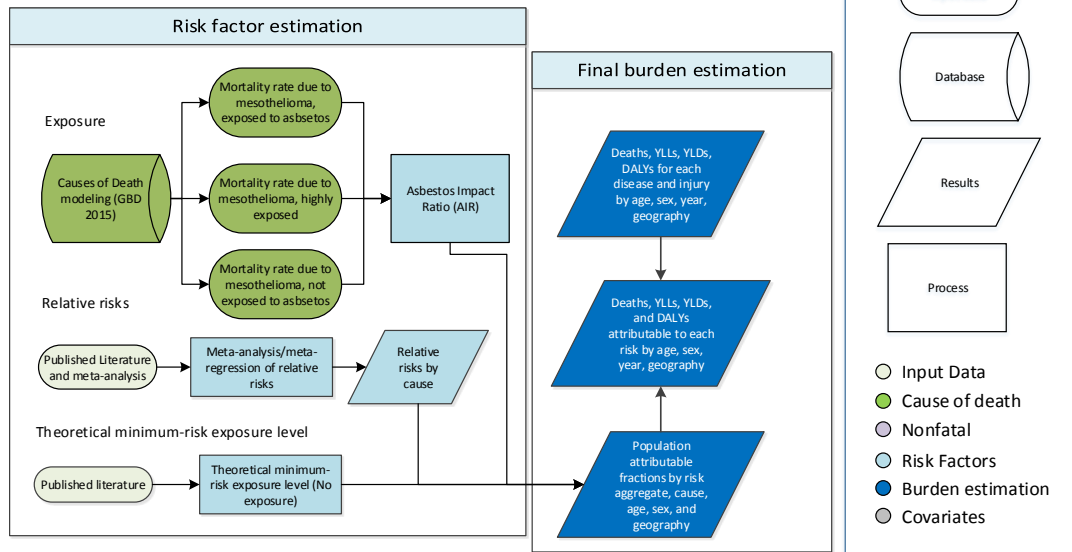 Risk factor estimation
Exposure
Causes of Death
modeling (GBD
2015)
Mortality rate due to
mesothelioma,
exposed to asbsetos
Mortality rate due to
mesothelioma, highly
exposed
Mortality rate due to
mesothelioma, not
exposed to asbsetos
Asbestos Impact
Ratio (AIR)
Relative risks
Published Literature
and meta-analysis
Meta-analysis/meta-
regression of relative
risks
Relative
risks by
cause
Theoretical minimum-risk exposure level
Published literature
Theoretical minimum-
risk exposure level (No
exposure)
Final burden estimation
Deaths, YLLs, YLDs,
DALYs for each
disease and injury
by age, sex, year,
geography
Deaths, YLLs, YLDs,
and DALYs
attributable to each
risk by age, sex,
year, geography
Population
attributable
fractions by risk
aggregate, cause,
age, sex, and
geography
Database
Results
Process
Input Data
Cause of death
Nonfatal
Risk Factors
Burden estimation
Covariates